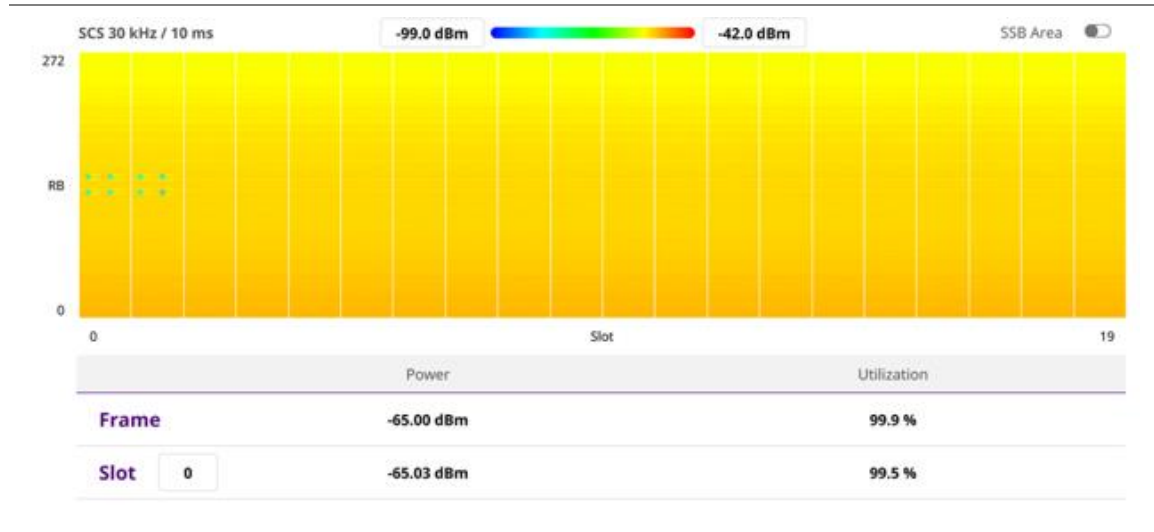 SCS 30 kHz / 10 ms -99.0 dBm -42.0 dBm SSB Area
272
RB
0
0 Slot 19
Power Utilization
Frame -65.00 dBm 99.9 %
Slot 0 -65.03 dBm 99.5 %